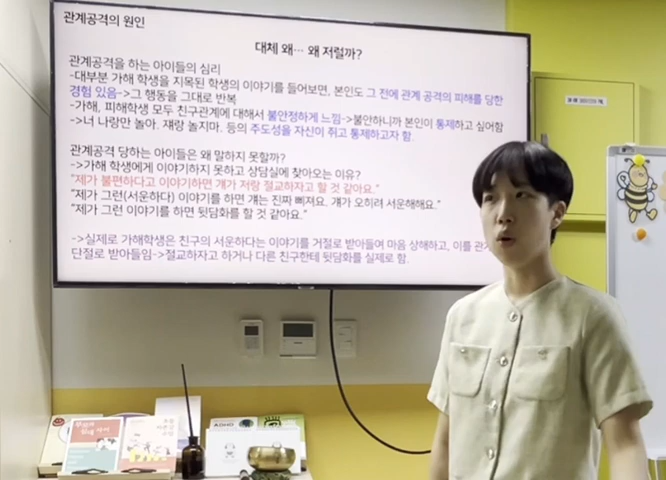 관계공격의 원인
대체 왜… 왜 저럴까?
관계공격을 하는 아이들의 심리
-대부분 가해 학생을 지목된 학생의 이야기를 들어보면, 본인도 그 전에 관계 공격의 피해를 당한
경험 있음->그 행동을 그대로 반복
-가해, 피해학생 모두 친구관계에 대해서 불안정하게 느낌->불안하니까 본인이 통제하고 싶어함
->너 나랑만 놀아. 쟤랑 놀지마. 등의 주도성을 자신이 쥐고 통제하고자 함.
관계공격 당하는 아이들은 왜 말하지 못할까?
->가해 학생에게 이야기하지 못하고 상담실에 찾아오는 이유?
"제가 불편하다고 이야기하면 걔가 저랑 절교하자고 할 것 같아요."
"제가 그런(서운하다) 이야기를 하면 걔는 진짜 삐져요. 걔가 오히려 서운해해요."
"제가 그런 이야기를 하면 뒷담화를 할 것 같아요."
->실제로 가해학생은 친구의 서운하다는 이야기를 거절로 받아들여 마음 상해하고, 이를 관계
단절로 받아들임->절교하자고 하거나 다른 친구한테 뒷담화를 실제로 함.
ADHD